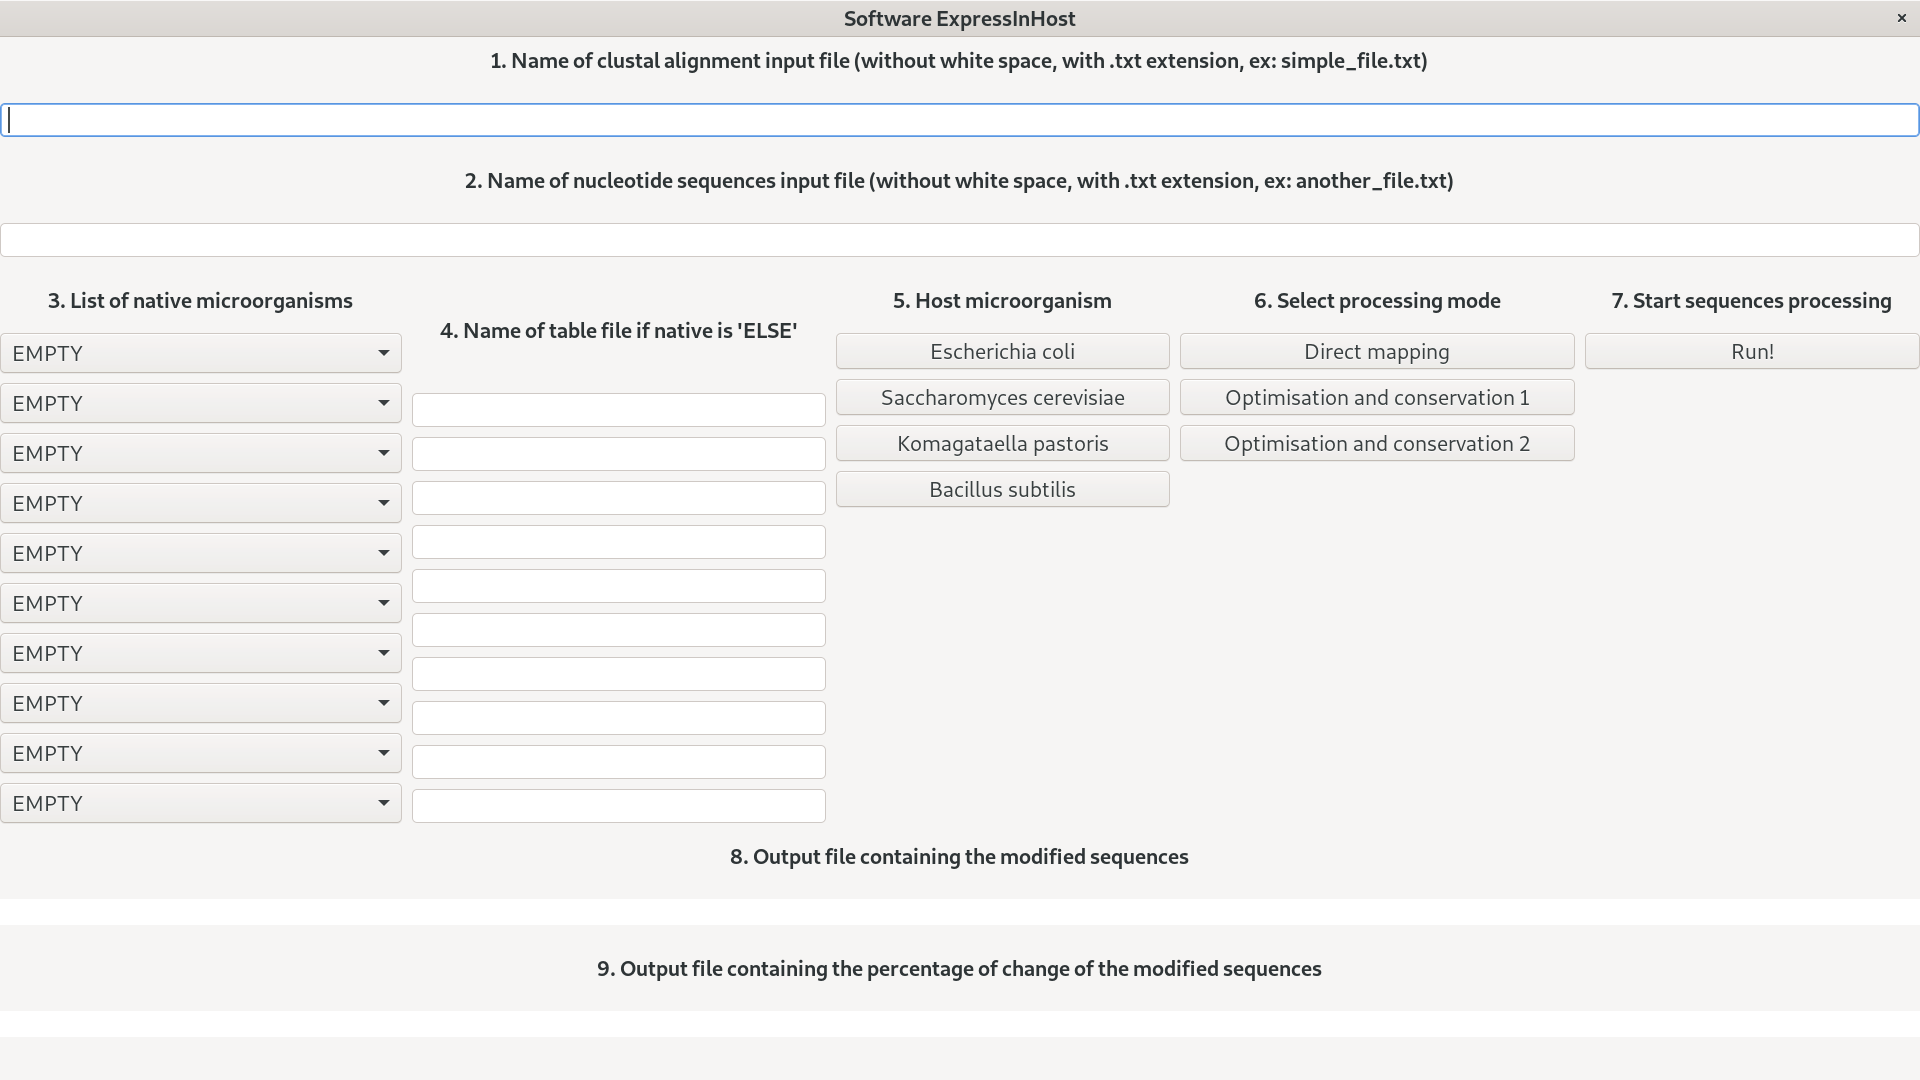 Software ExpressInHost
×
1. Name of clustal alignment input file (without white space, with .txt extension, ex: simple_file.txt)
2. Name of nucleotide sequences input file (without white space, with .txt extension, ex: another_file.txt)
3. List of native microorganisms
EMPTY
EMPTY
EMPTY
EMPTY
EMPTY
EMPTY
EMPTY
EMPTY
EMPTY
EMPTY
4. Name of table file if native is 'ELSE'
5. Host microorganism
Escherichia coli
Saccharomyces cerevisiae
Komagataella pastoris
Bacillus subtilis
6. Select processing mode
Direct mapping
Optimisation and conservation 1
Optimisation and conservation 2
7. Start sequences processing
Run!
8. Output file containing the modified sequences
9. Output file containing the percentage of change of the modified sequences